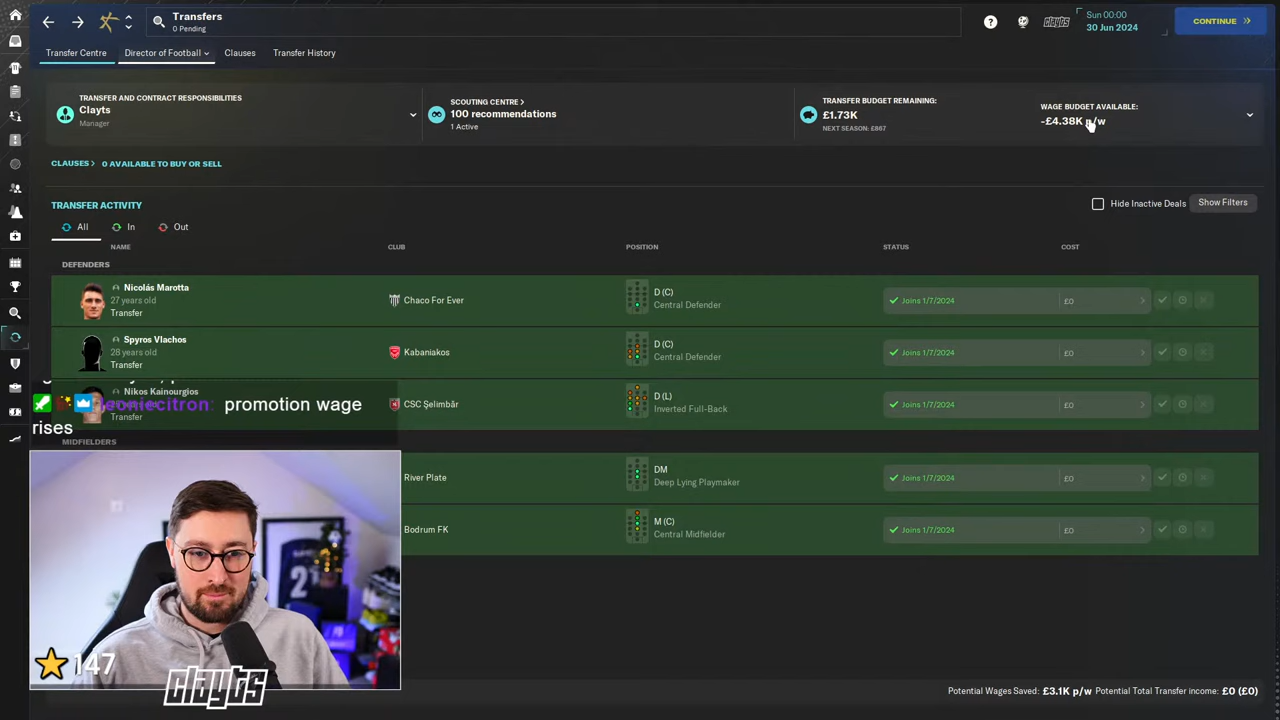 Transfers
0 Pending
clayts
Sun 00:00
30 Jun 2024
CONTINUE
Transfer Centre
Director of Football
Clauses
Transfer History
TRANSFER AND CONTRACT RESPONSIBILITIES
Clayts
Manager
SCOUTING CENTRE >
100 recommendations
1 Active
TRANSFER BUDGET REMAINING:
£1.73K
NEXT SEASON: £867
WAGE BUDGET AVAILABLE:
-£4.38K p/w
CLAUSES > 0 AVAILABLE TO BUY OR SELL
TRANSFER ACTIVITY
Hide Inactive Deals
Show Filters
All
In
Out
NAME CLUB POSITION STATUS COST
DEFENDERS
Nicolás Marotta
27 years old
Transfer
Chaco For Ever
D (C)
Central Defender
Joins 1/7/2024
£0
Spyros Vlachos
28 years old
Transfer
Kabaniakos
D (C)
Central Defender
Joins 1/7/2024
£0
Nikos Kainourgios
years old
Transfer
CSC Şelimbăr
D (L)
Inverted Full-Back
Joins 1/7/2024
£0
leoniecitron: promotion wage
rises
MIDFIELDERS
River Plate
DM
Deep Lying Playmaker
Joins 1/7/2024
£0
Bodrum FK
M (C)
Central Midfielder
Joins 1/7/2024
£0
147
clayts
Potential Wages Saved: £3.1K p/w Potential Total Transfer income: £0 (£0)